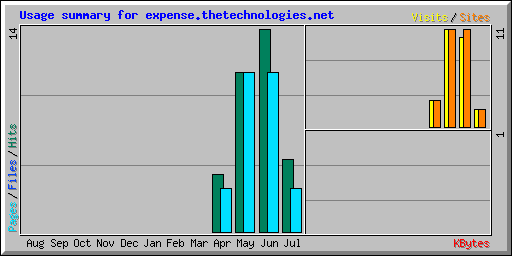 Usage summary for expense.thetechnologies.net
Visits/Sites
14
11
1
Pages/Files/Hits
Aug Sep Oct Nov Dec Jan Feb Mar Apr May Jun Jul
KBytes